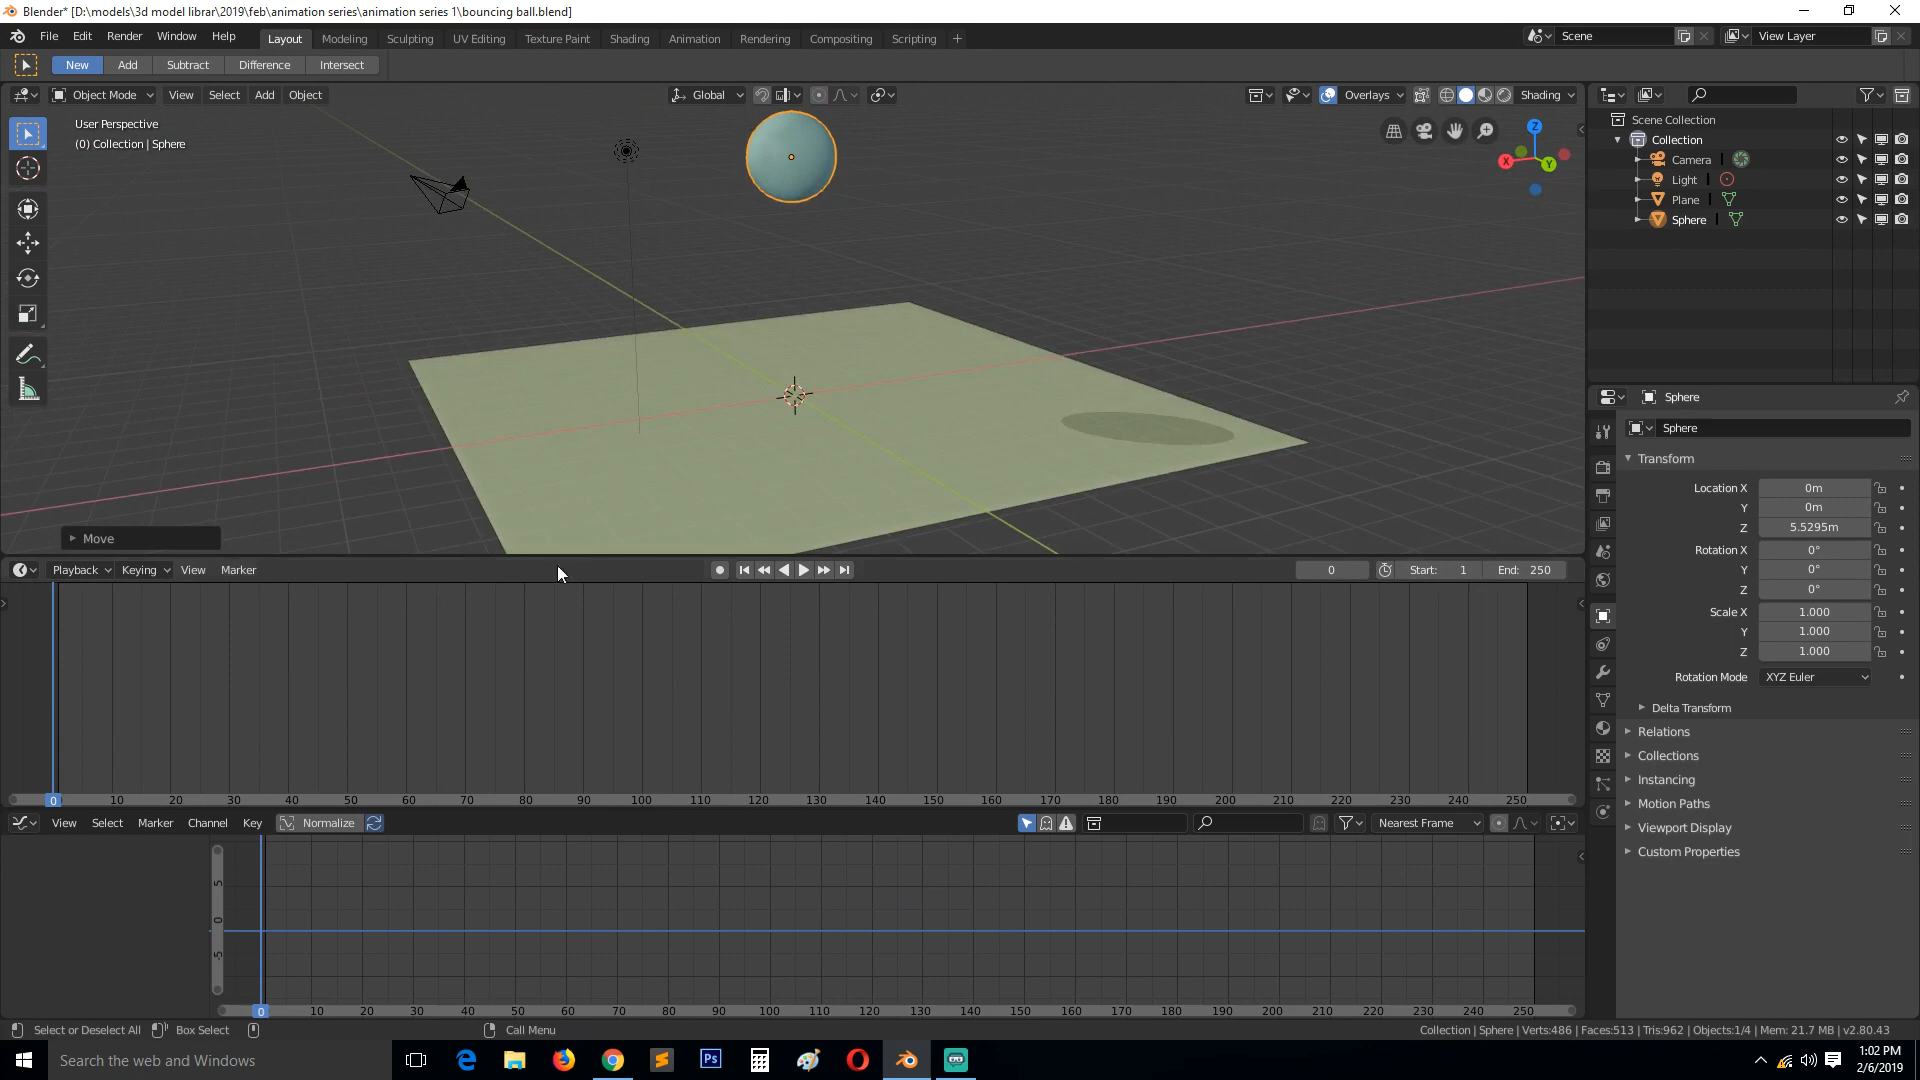 Blender* [D:\models\3d model librar\2019\feb\animation series\animation series 1\bouncing ball.blend]
File Edit Render Window Help Layout Modeling Sculpting UV Editing Texture Paint Shading Animation Rendering Compositing Scripting + Scene View Layer
New Add Subtract Difference Intersect
Object Mode View Select Add Object Global Overlays Shading
User Perspective
(0) Collection | Sphere
Z
X
Y
Move
Scene Collection
Collection
Camera
Light
Plane
Sphere
Sphere
Sphere
Transform
Location X 0m
Y 0m
Z 5.5295m
Rotation X 0°
Y 0°
Z 0°
Scale X 1.000
Y 1.000
Z 1.000
Rotation Mode XYZ Euler
Delta Transform
Relations
Collections
Instancing
Motion Paths
Viewport Display
Custom Properties
Playback Keying View Marker 0 Start: 1 End: 250
0 10 20 30 40 50 60 70 80 90 100 110 120 130 140 150 160 170 180 190 200 210 220 230 240 250
View Select Marker Channel Key Normalize Nearest Frame
5
0
-5
0 10 20 30 40 50 60 70 80 90 100 110 120 130 140 150 160 170 180 190 200 210 220 230 240 250
Select or Deselect All Box Select Call Menu Collection | Sphere | Verts:486 | Faces:513 | Tris:962 | Objects:1/4 | Mem: 21.7 MB | v2.80.43
Search the web and Windows
Ps
1:02 PM
2/6/2019